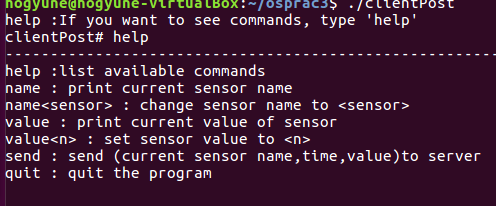 hogyune@hogyune-VirtualBox:~/osprac3$ ./clientPost
help :If you want to see commands, type 'help'
clientPost# help
--------------------------------------------------------------
help :list available commands
name : print current sensor name
name<sensor> : change sensor name to <sensor>
value : print current value of sensor
value<n> : set sensor value to <n>
send : send (current sensor name,time,value)to server
quit : quit the program